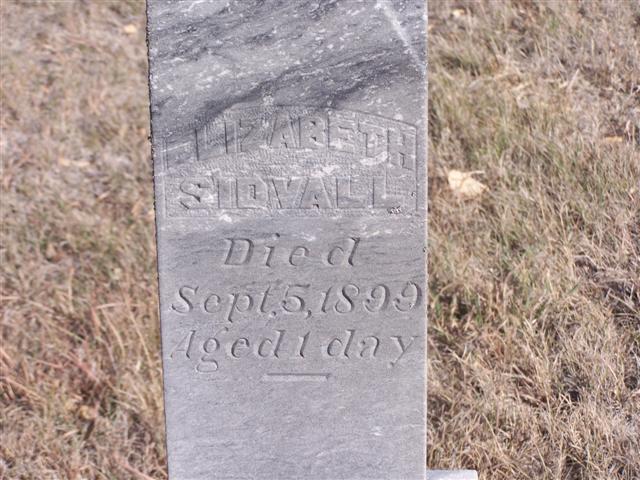 ELIZABETH
SIDVALL
Died
Sept. 5, 1899
Aged 1 day